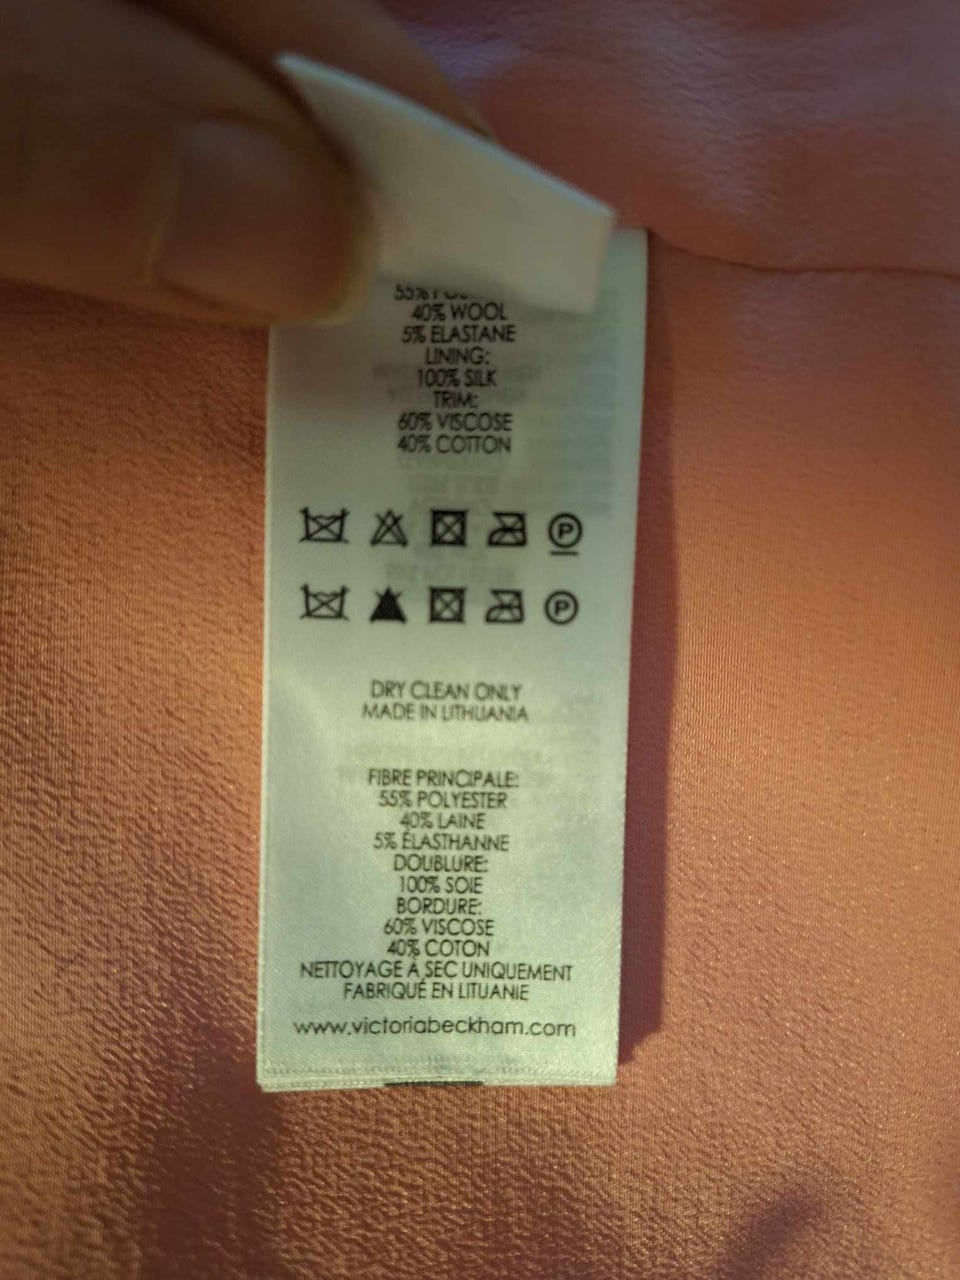 55%
40% WOOL
5% ELASTANE
LINING:
100% SILK
TRIM:
60% VISCOSE
40% COTTON
P
P
DRY CLEAN ONLY
MADE IN LITHUANIA
FIBRE PRINCIPALE:
55% POLYESTER
40% LAINE
5% ÉLASTHANNE
DOUBLURE:
100% SOIE
BORDURE:
60% VISCOSE
40% COTON
NETTOYAGE À SEC UNIQUEMENT
FABRIQUÉ EN LITUANIE
www.victoriabeckham.com